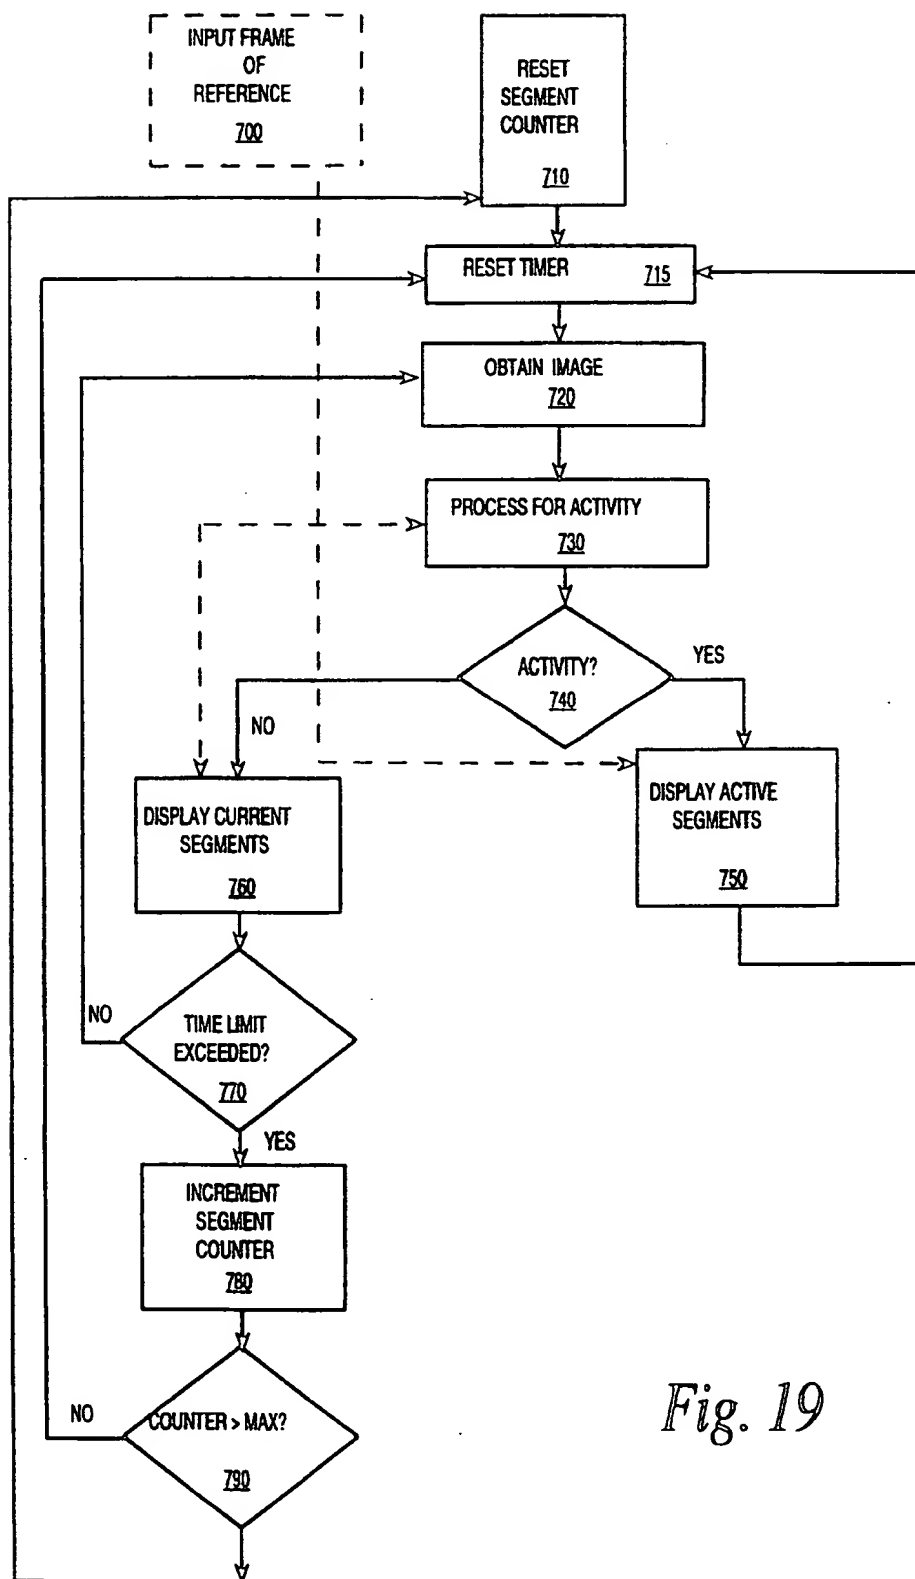 INPUT FRAME
OF
REFERENCE
700
RESET
SEGMENT
COUNTER
710
RESET TIMER 715
OBTAIN IMAGE
720
PROCESS FOR ACTIVITY
730
ACTIVITY?
740
YES
NO
DISPLAY CURRENT
SEGMENTS
760
DISPLAY ACTIVE
SEGMENTS
750
TIME LIMIT
EXCEEDED?
770
NO
YES
INCREMENT
SEGMENT
COUNTER
780
COUNTER > MAX?
790
NO
Fig. 19